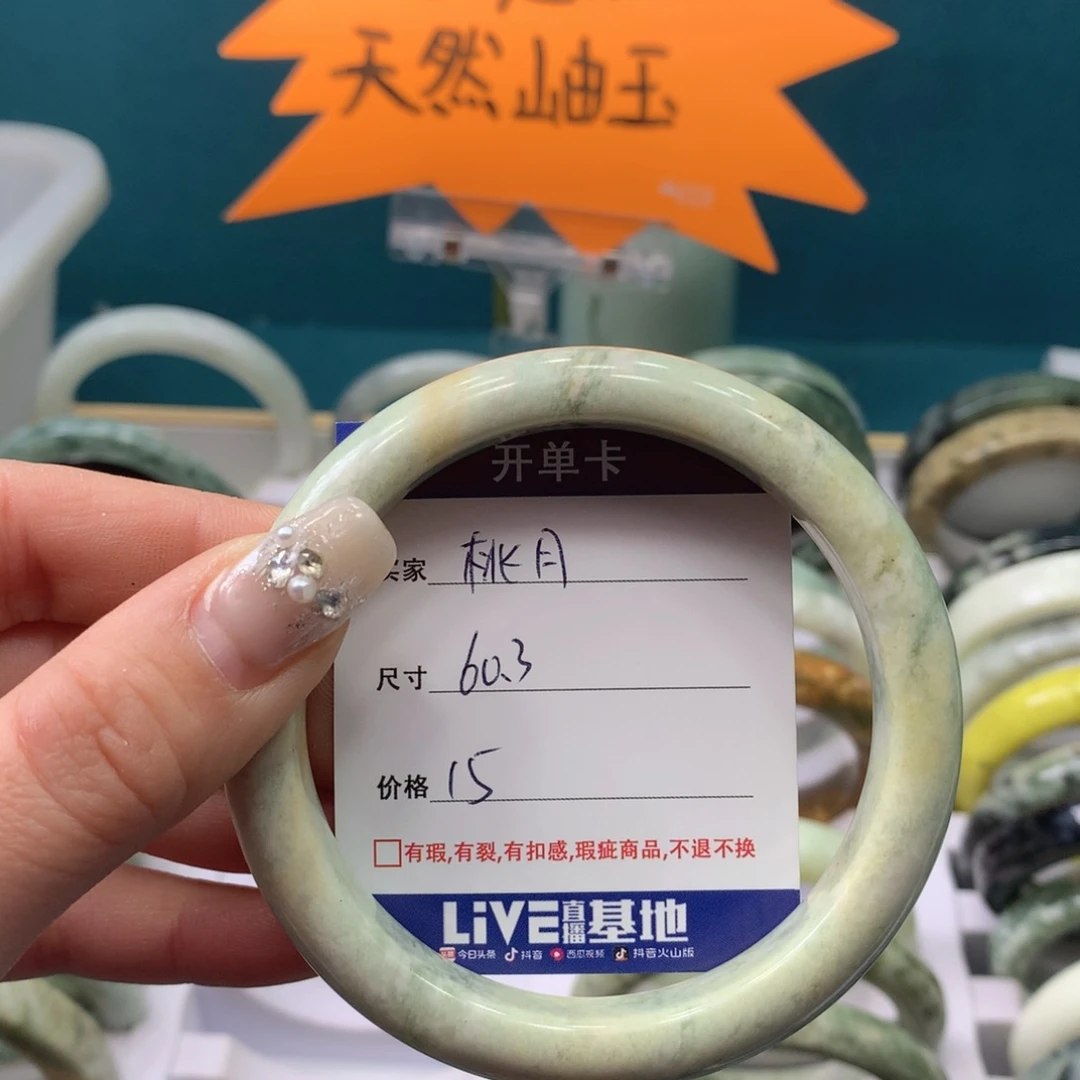 天然岫玉
开单卡
买家 桃月
尺寸 60.3
价格 15
有瑕,有裂,有扣感,瑕疵商品,不退不换
LiVE直播基地
今日头条 抖音 西瓜视频 抖音火山版